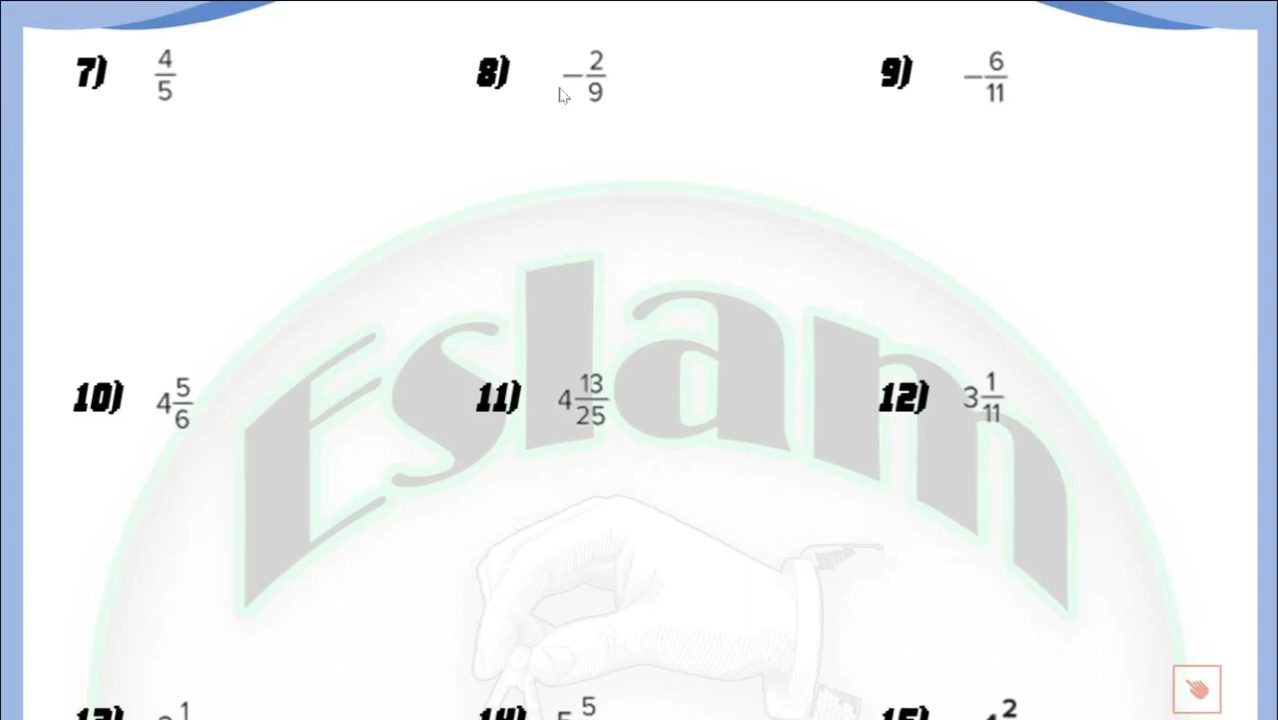 7) 4/5 8) −2/9 9) −6/11
Eslam
10) 4 5/6 11) 4 13/25 12) 3 1/11